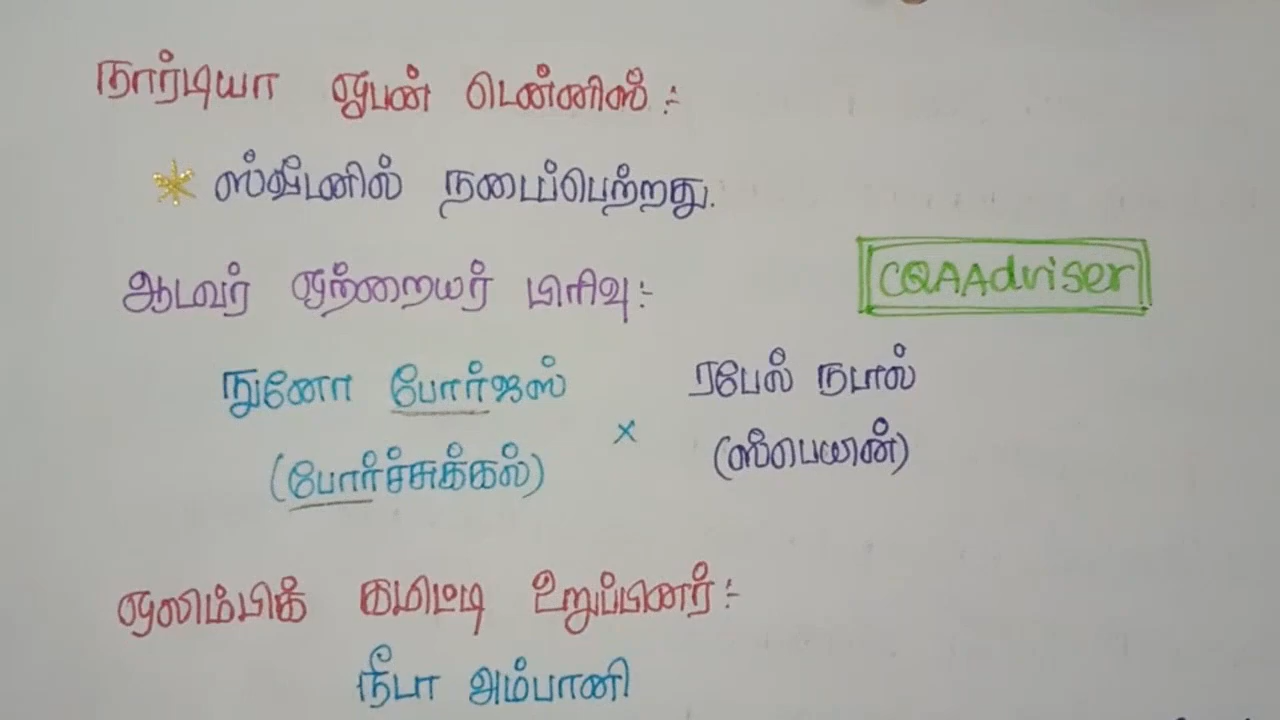 நார்டியா ஓபன் டென்னிஸ் :-
* ஸ்வீடனில் நடைப்பெற்றது.
ஆடவர் ஒற்றையர் பிரிவு :-
CQAAdviser
நுனோ போர்ஜஸ் × ரபேல் நடால்
(போர்ச்சுக்கல்) (ஸ்பெயின்)
ஒலிம்பிக் கமிட்டி உறுப்பினர் :-
நீடா அம்பானி